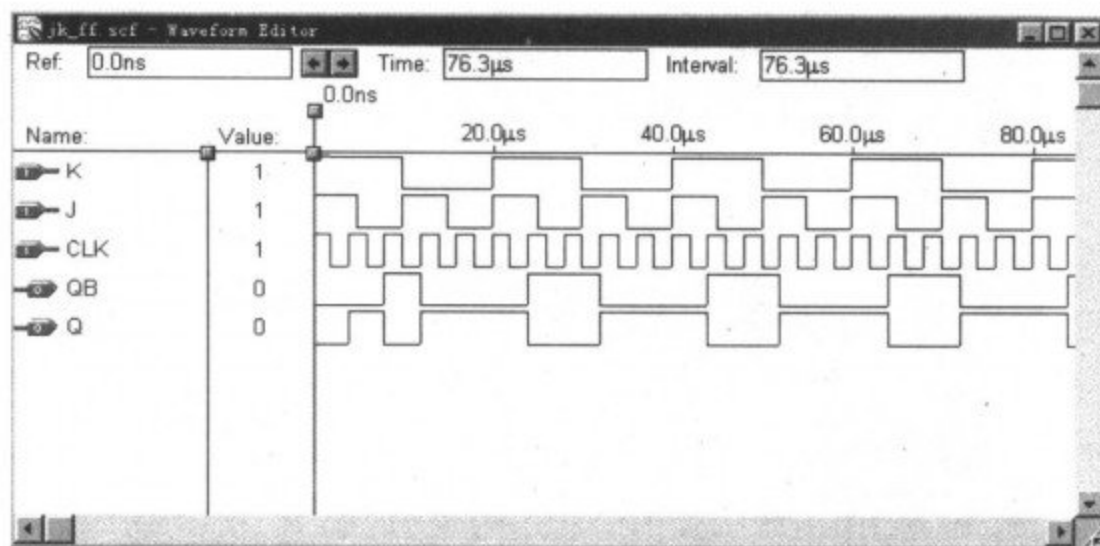 jk_ff.scf - Waveform Editor
Ref: 0.0ns Time: 76.3μs Interval: 76.3μs
0.0ns
Name: Value: 20.0μs 40.0μs 60.0μs 80.0μs
K 1
J 1
CLK 1
QB 0
Q 0